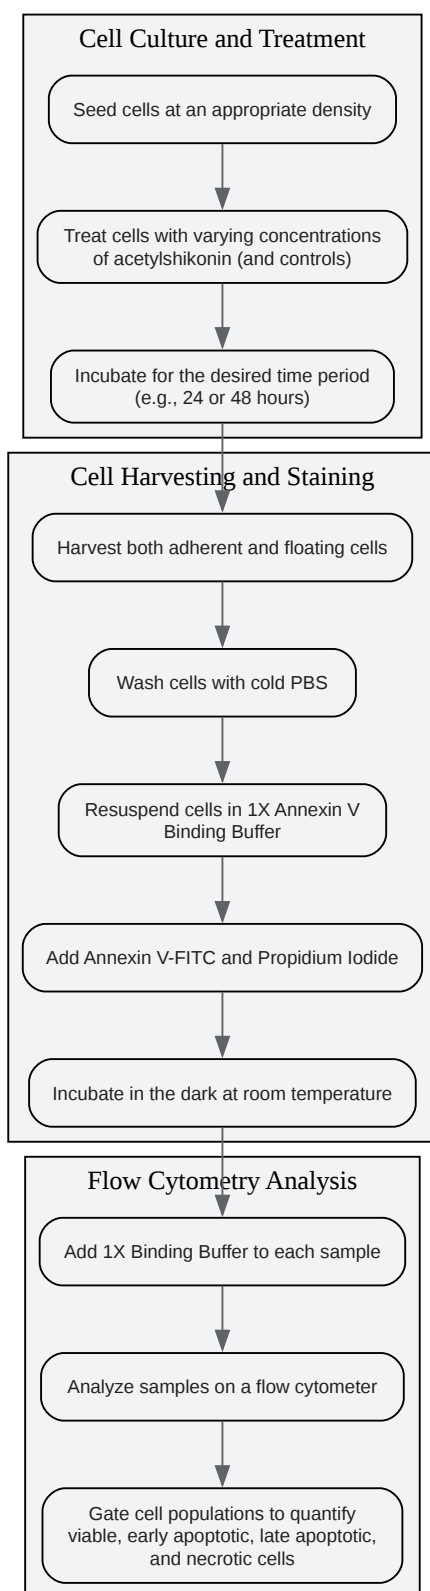 Cell Culture and Treatment
Seed cells at an appropriate density
Treat cells with varying concentrations
of acetylshikonin (and controls)
Incubate for the desired time period
(e.g., 24 or 48 hours)
Cell Harvesting and Staining
Harvest both adherent and floating cells
Wash cells with cold PBS
Resuspend cells in 1X Annexin V
Binding Buffer
Add Annexin V-FITC and Propidium Iodide
Incubate in the dark at room temperature
Flow Cytometry Analysis
Add 1X Binding Buffer to each sample
Analyze samples on a flow cytometer
Gate cell populations to quantify
viable, early apoptotic, late apoptotic,
and necrotic cells